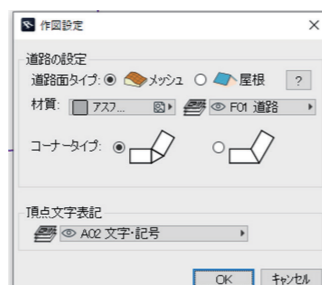 作図設定
道路の設定
道路面タイプ: メッシュ 屋根 ?
材質: アスフ... F01 道路
コーナータイプ:
頂点文字表記
A02 文字・記号
OK キャンセル